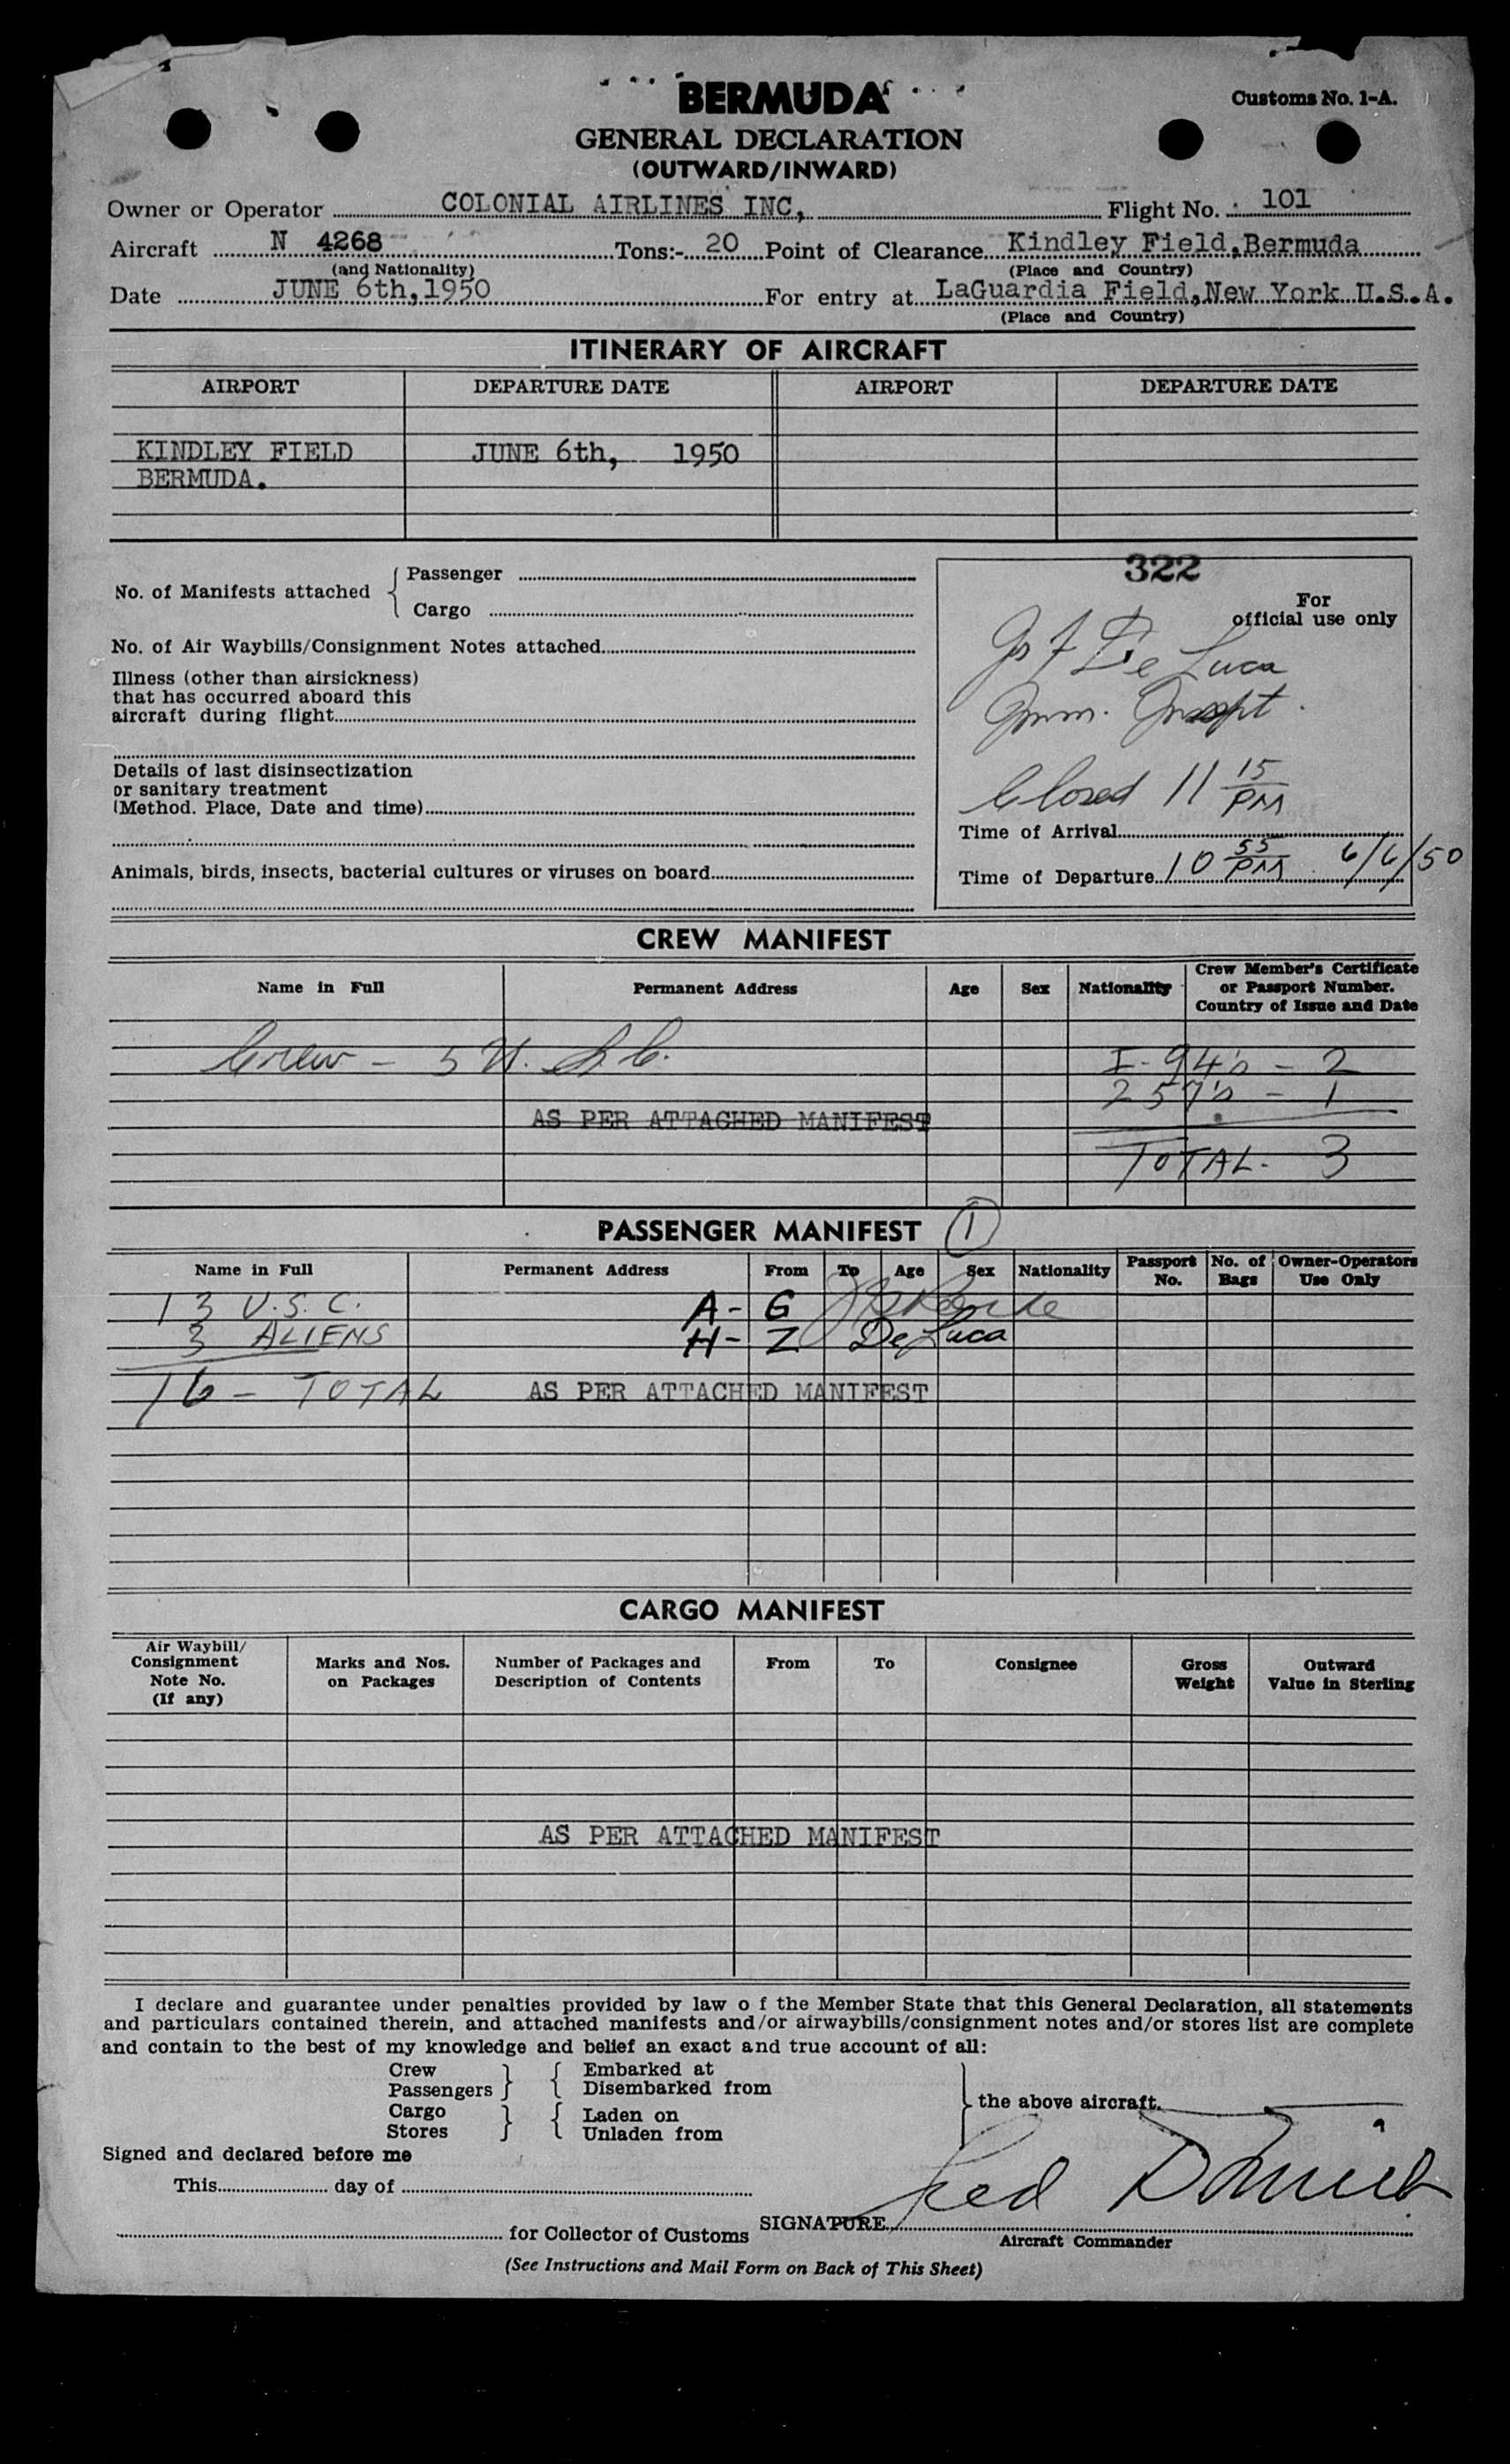 BERMUDA
Customs No. 1-A.
GENERAL DECLARATION
(OUTWARD/INWARD)
Owner or Operator COLONIAL AIRLINES INC, Flight No. 101
Aircraft N 4268 Tons:- 20 Point of Clearance Kindley Field, Bermuda
(and Nationality) (Place and Country)
Date JUNE 6th, 1950 For entry at LaGuardia Field, New York U.S.A.
(Place and Country)
ITINERARY OF AIRCRAFT
AIRPORT DEPARTURE DATE AIRPORT DEPARTURE DATE
KINDLEY FIELD JUNE 6th, 1950
BERMUDA.
322
No. of Manifests attached
Passenger
Cargo
For
official use only
No. of Air Waybills/Consignment Notes attached
De Luca
Illness (other than airsickness)
that has occurred aboard this
aircraft during flight
Imm. Inspt.
Details of last disinsectization
or sanitary treatment
(Method. Place, Date and time)
Closed 11 15 PM
Time of Arrival
Animals, birds, insects, bacterial cultures or viruses on board
Time of Departure 10 55 PM 6/6/50
CREW MANIFEST
Name in Full Permanent Address Age Sex Nationality Crew Member's Certificate or Passport Number. Country of Issue and Date
Crew - 5 U.S.C. I-94's - 2
257's - 1
AS PER ATTACHED MANIFEST
TOTAL - 3
PASSENGER MANIFEST 1
Name in Full Permanent Address From To Age Sex Nationality Passport No. No. of Bags Owner-Operators Use Only
13 U.S.C. A- G
3 ALIENS H- Z De Luca
16 - TOTAL AS PER ATTACHED MANIFEST
CARGO MANIFEST
Air Waybill/ Consignment Note No. (If any) Marks and Nos. on Packages Number of Packages and Description of Contents From To Consignee Gross Weight Outward Value in Sterling
AS PER ATTACHED MANIFEST
I declare and guarantee under penalties provided by law o f the Member State that this General Declaration, all statements
and particulars contained therein, and attached manifests and/or airwaybills/consignment notes and/or stores list are complete
and contain to the best of my knowledge and belief an exact and true account of all:
Crew Embarked at
Passengers Disembarked from
the above aircraft.
Cargo Laden on
Stores Unladen from
Signed and declared before me
This day of
for Collector of Customs SIGNATURE Fred
Aircraft Commander
(See Instructions and Mail Form on Back of This Sheet)